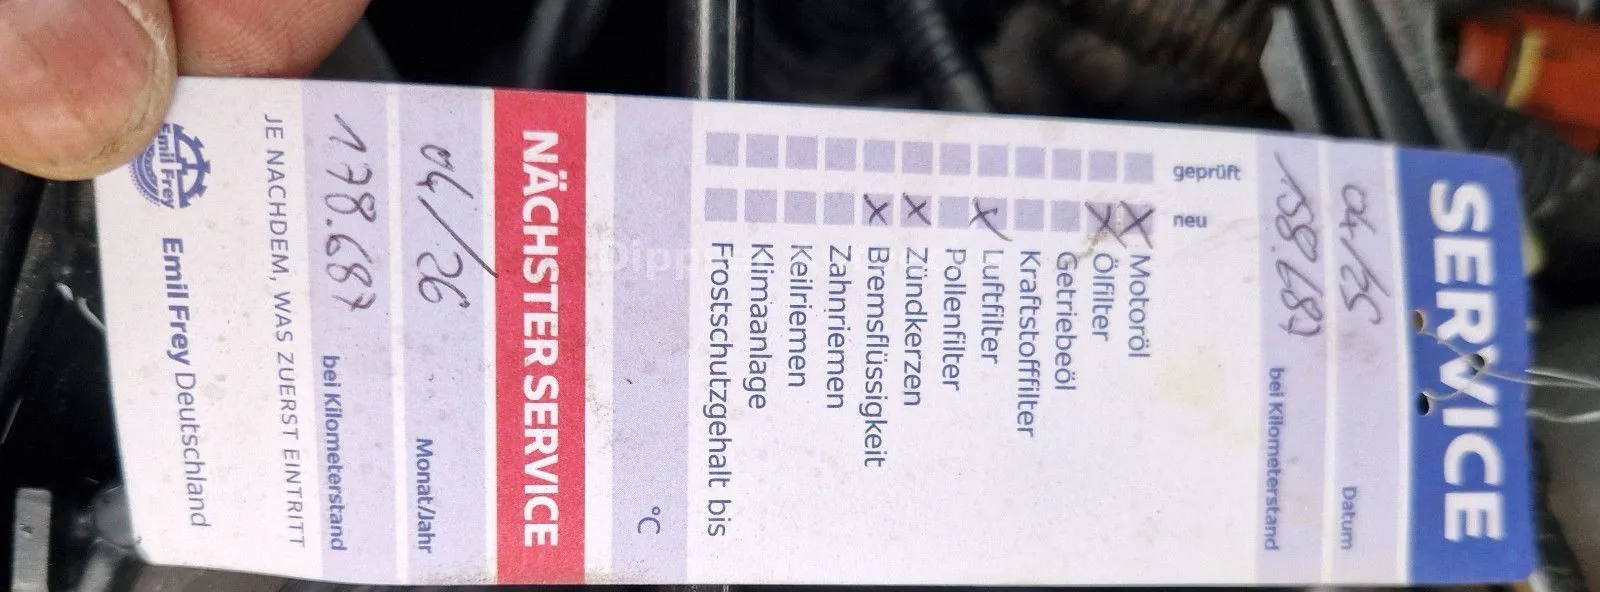 SERVICE
04/25 Datum
158.687 bei Kilometerstand
geprüft neu
X Motoröl
X Ölfilter
Getriebeöl
Kraftstofffilter
X Luftfilter
Pollenfilter
X Zündkerzen
X Bremsflüssigkeit
Zahnriemen
Keilriemen
Klimaanlage
Frostschutzgehalt bis
°C
NÄCHSTER SERVICE
04/26 Monat/Jahr
178.687 bei Kilometerstand
JE NACHDEM, WAS ZUERST EINTRITT
Emil Frey Emil Frey Deutschland